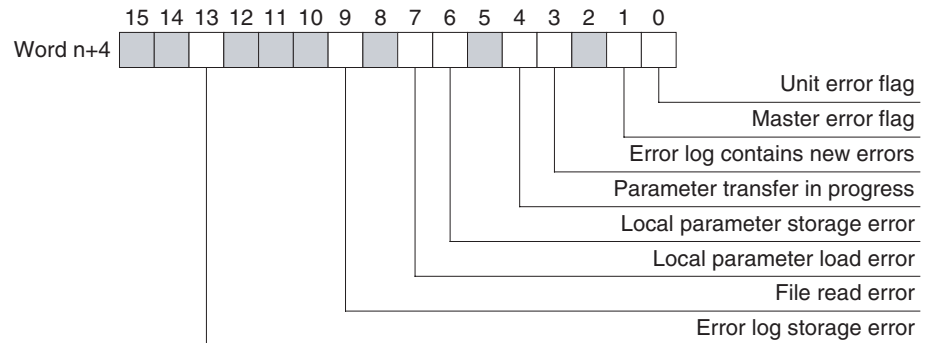 15 14 13 12 11 10 9 8 7 6 5 4 3 2 1 0
Word n+4
Unit error flag
Master error flag
Error log contains new errors
Parameter transfer in progress
Local parameter storage error
Local parameter load error
File read error
Error log storage error